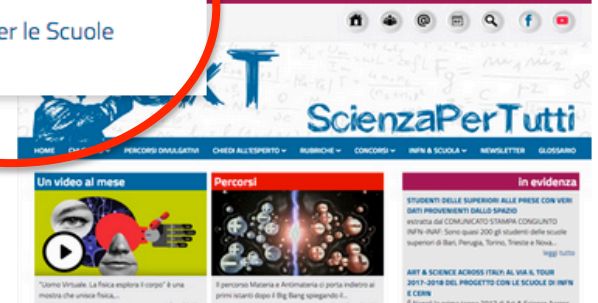 er le Scuole
ScienzaPerTutti
HOME
PERCORSI DIVULGATIVI
CHIEDI ALL'ESPERTO
RUBRICHE
CONCORSI
INFN & SCUOLA
NEWSLETTER
GLOSSARIO
Un video al mese
"Uomo Virtuale. La fisica esplora il corpo" è una
mostra che unisce fisica,...
Percorsi
Il percorso Materia e Antimateria ci porta indietro ai
primi istanti dopo il Big Bang spiegando il...
in evidenza
STUDENTI DELLE SUPERIORI ALLE PRESE CON VERI
DATI PROVENIENTI DALLO SPAZIO
estratta dal COMUNICATO STAMPA CONGIUNTO
INFN-INAF: Sono quasi 200 gli studenti delle scuole
superiori di Bari, Perugia, Torino, Trieste e Nova...
leggi tutto
ART & SCIENCE ACROSS ITALY: AL VIA IL TOUR
2017-2018 DEL PROGETTO CON LE SCUOLE DI INFN
E CERN